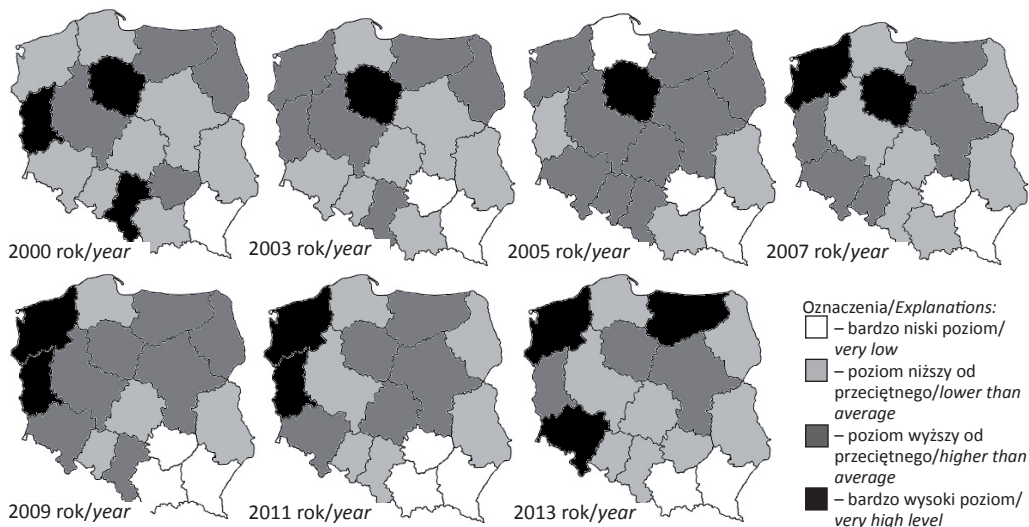 2000 rok/year
2003 rok/year
2005 rok/year
2007 rok/year
2009 rok/year
2011 rok/year
2013 rok/year
Oznaczenia/Explanations:
– bardzo niski poziom/
very low
– poziom niższy od
przeciętnego/lower than
average
– poziom wyższy od
przeciętnego/higher than
average
– bardzo wysoki poziom/
very high level